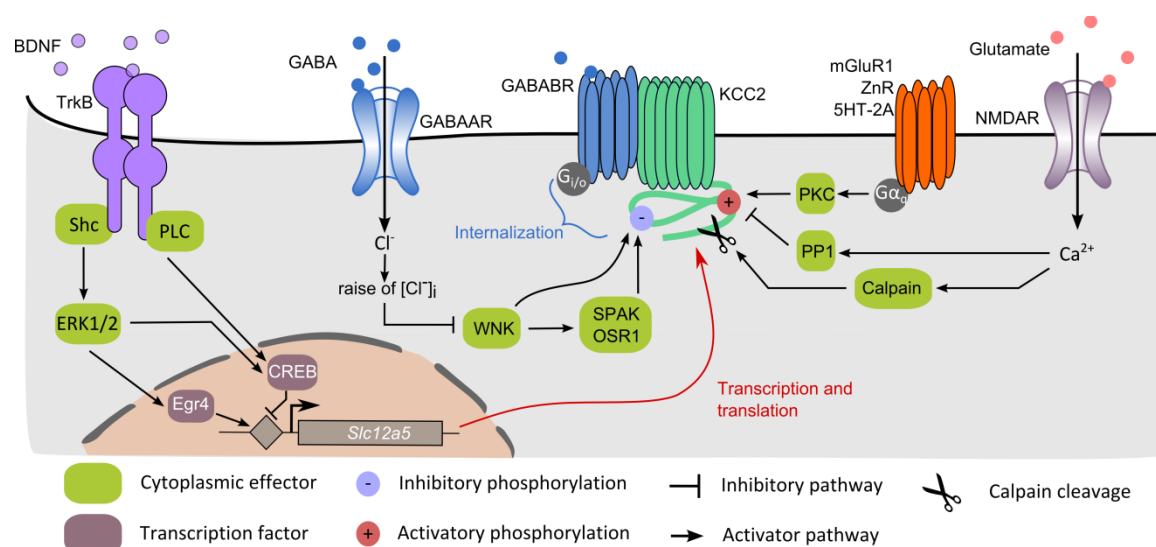 BDNF
TrkB
GABA
GABAAR
GABABR
KCC2
mGluR1
ZnR
5HT-2A
Glutamate
NMDAR
Gi/o
Gαq
PKC
+
-
Shc
PLC
Internalization
PP1
Ca2+
Cl-
Calpain
raise of [Cl-]i
ERK1/2
WNK
SPAK
OSR1
CREB
Egr4
Transcription and
translation
Slc12a5
Cytoplasmic effector
- Inhibitory phosphorylation
Inhibitory pathway
Calpain cleavage
Transcription factor
+ Activatory phosphorylation
Activator pathway